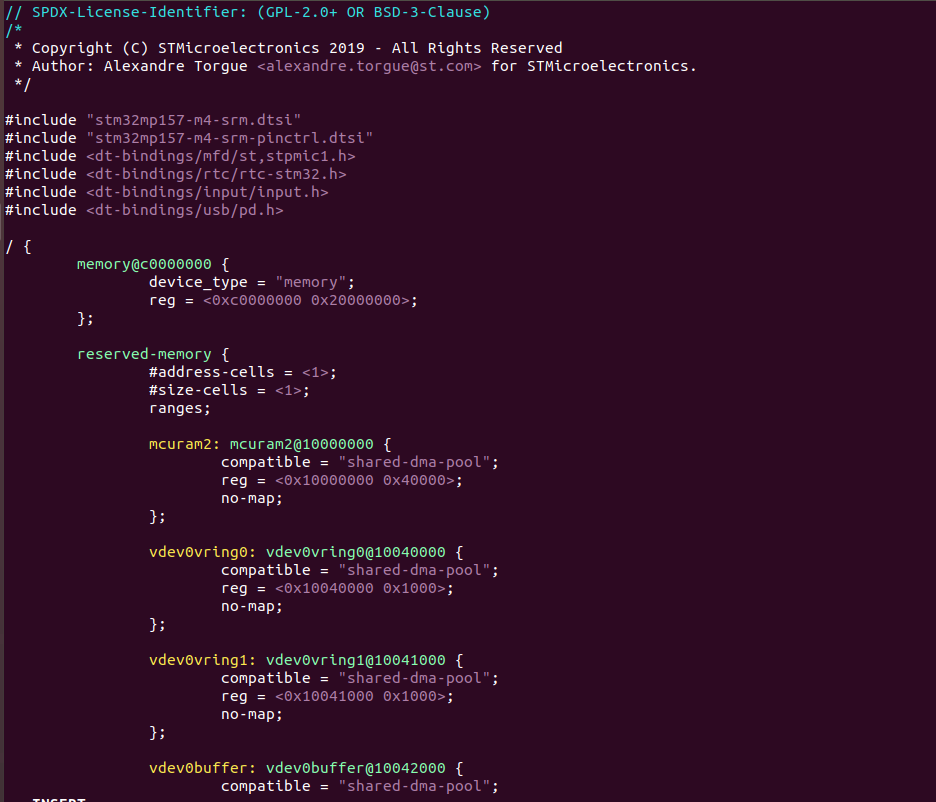 // SPDX-License-Identifier: (GPL-2.0+ OR BSD-3-Clause)
/*
 * Copyright (C) STMicroelectronics 2019 - All Rights Reserved
 * Author: Alexandre Torgue <alexandre.torgue@st.com> for STMicroelectronics.
 */

#include "stm32mp157-m4-srm.dtsi"
#include "stm32mp157-m4-srm-pinctrl.dtsi"
#include <dt-bindings/mfd/st,stpmic1.h>
#include <dt-bindings/rtc/rtc-stm32.h>
#include <dt-bindings/input/input.h>
#include <dt-bindings/usb/pd.h>

/ {
        memory@c0000000 {
                device_type = "memory";
                reg = <0xc0000000 0x20000000>;
        };

        reserved-memory {
                #address-cells = <1>;
                #size-cells = <1>;
                ranges;

                mcuram2: mcuram2@10000000 {
                        compatible = "shared-dma-pool";
                        reg = <0x10000000 0x40000>;
                        no-map;
                };

                vdev0vring0: vdev0vring0@10040000 {
                        compatible = "shared-dma-pool";
                        reg = <0x10040000 0x1000>;
                        no-map;
                };

                vdev0vring1: vdev0vring1@10041000 {
                        compatible = "shared-dma-pool";
                        reg = <0x10041000 0x1000>;
                        no-map;
                };

                vdev0buffer: vdev0buffer@10042000 {
                        compatible = "shared-dma-pool";
INSERT